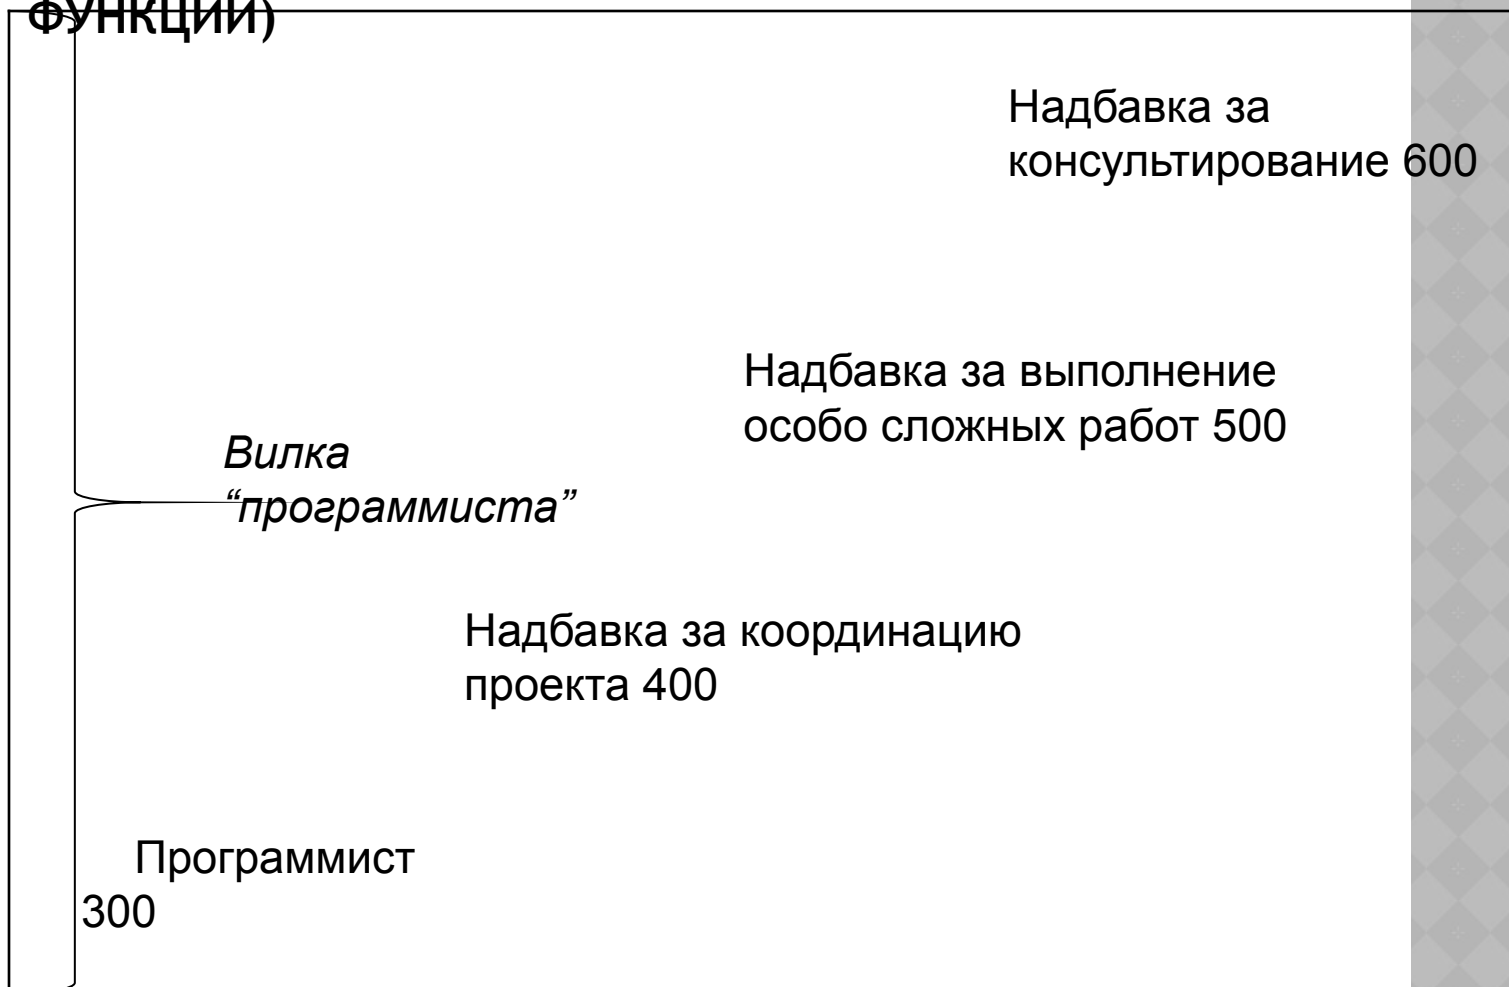 ФУНКЦИИ)
Надбавка за
консультирование 600
Надбавка за выполнение
особо сложных работ 500
Вилка
“программиста”
Надбавка за координацию
проекта 400
Программист
300